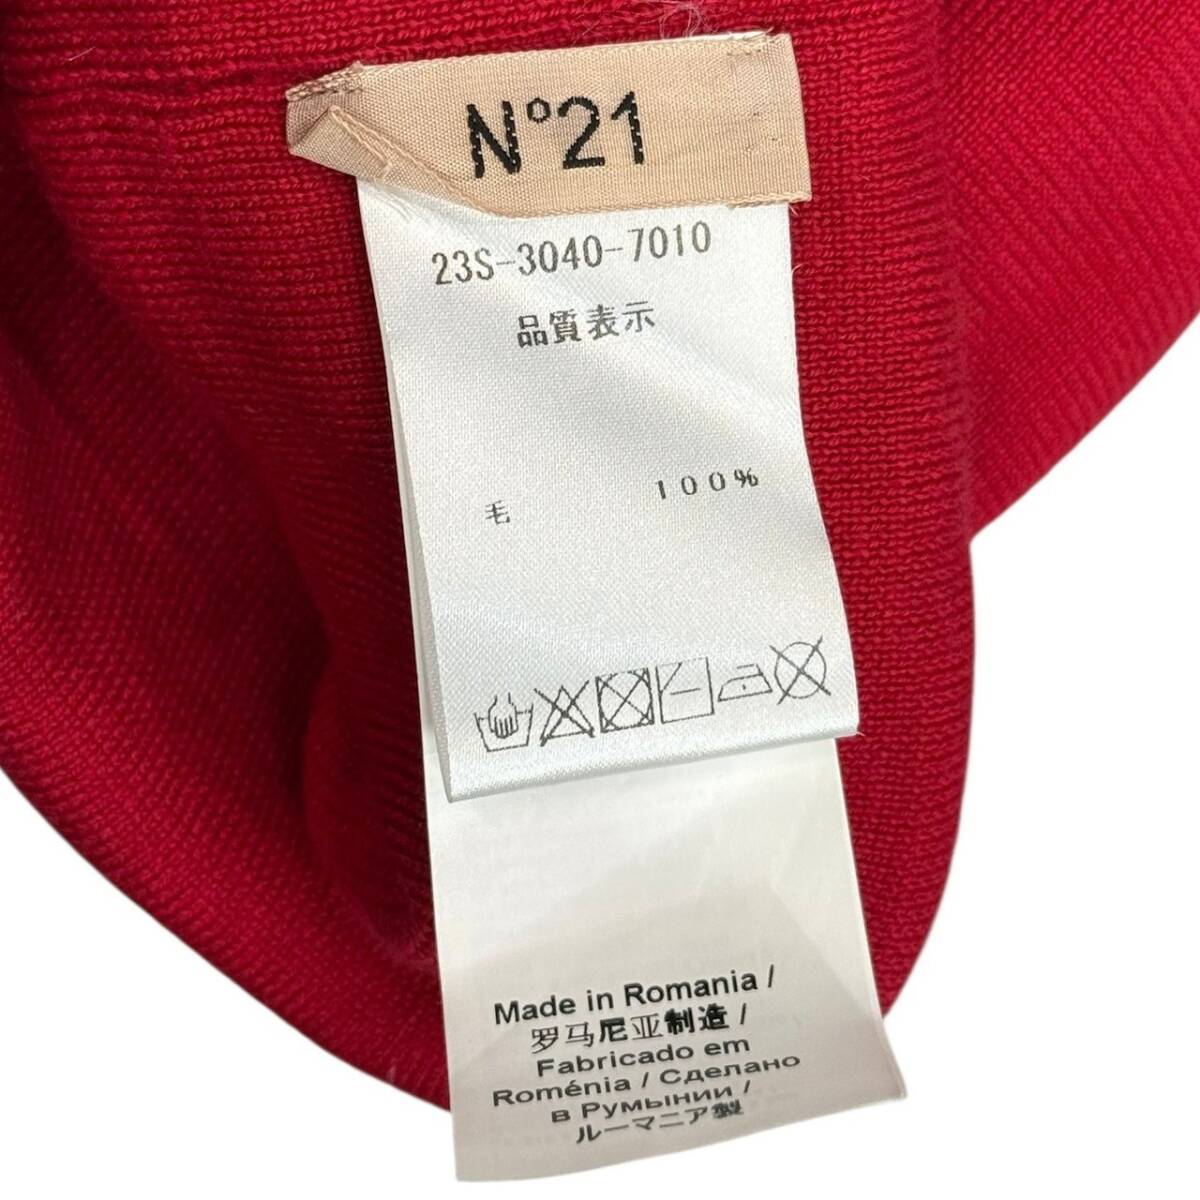 N°21
23S-3040-7010
品質表示
毛 100%
Made in Romania /
罗马尼亚制造 /
Fabricado em
Roménia / Сделано
в Румынии /
ルーマニア製